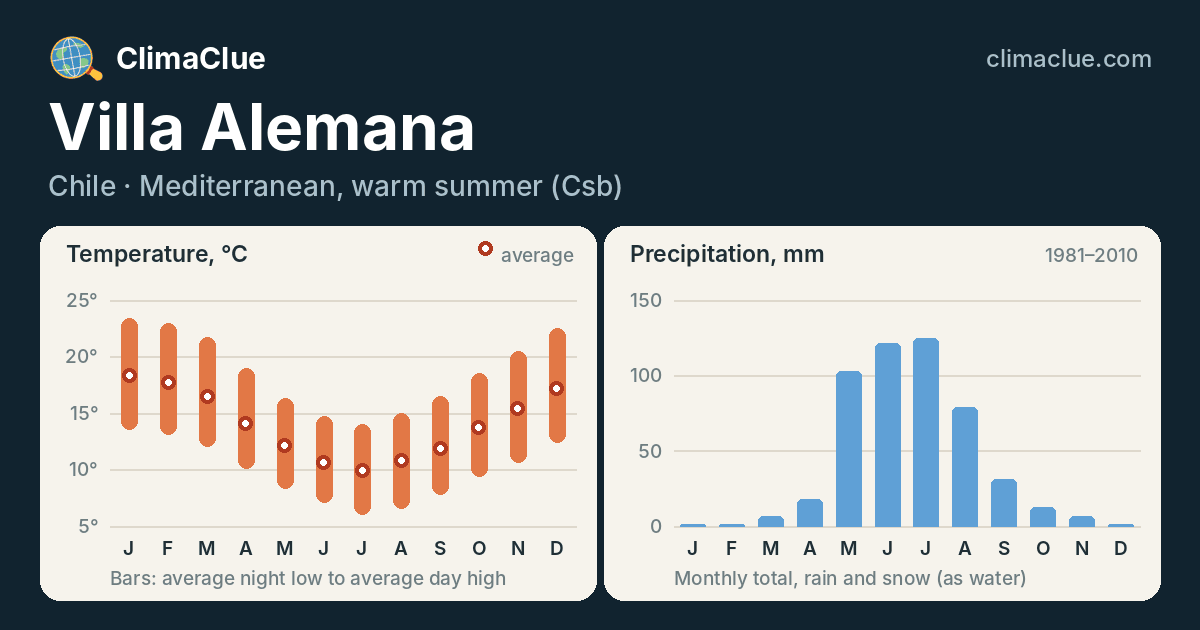 ClimaClue
climaclue.com
Villa Alemana
Chile · Mediterranean, warm summer (Csb)
Temperature, °C
average
25°
20°
15°
10°
5°
J F M A M J J A S O N D
Bars: average night low to average day high
Precipitation, mm
1981–2010
150
100
50
0
J F M A M J J A S O N D
Monthly total, rain and snow (as water)